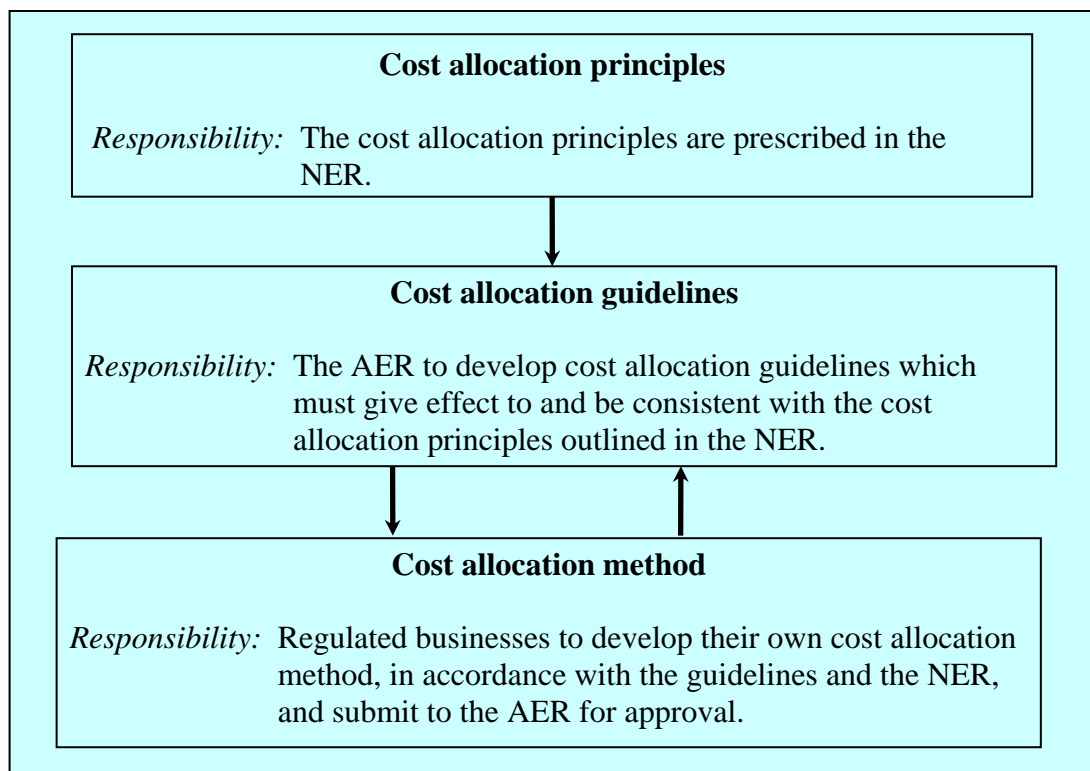 Cost allocation principles
Responsibility: The cost allocation principles are prescribed in the
NER.
Cost allocation guidelines
Responsibility: The AER to develop cost allocation guidelines which
must give effect to and be consistent with the cost
allocation principles outlined in the NER.
Cost allocation method
Responsibility: Regulated businesses to develop their own cost allocation
method, in accordance with the guidelines and the NER,
and submit to the AER for approval.